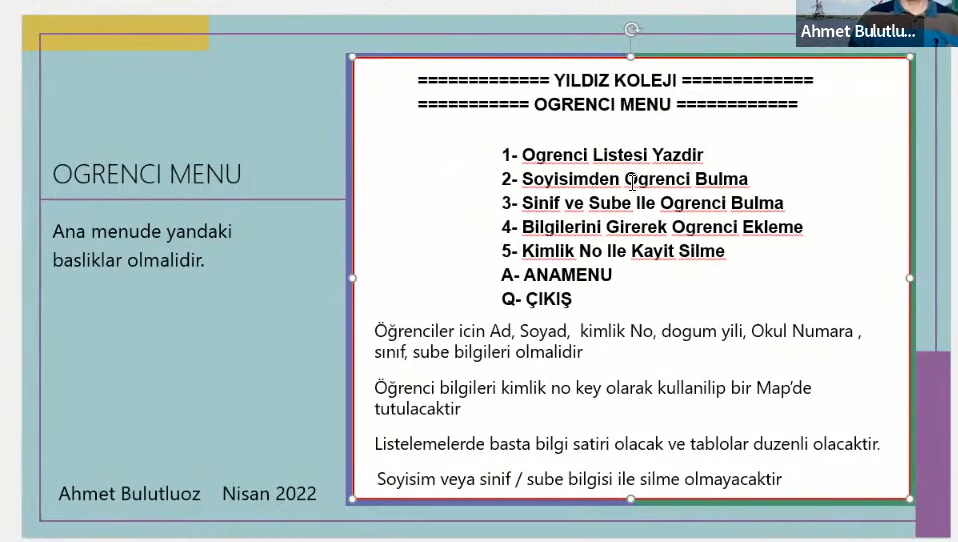 Ahmet Bulutlu...
============= YILDIZ KOLEJI =============
=========== OGRENCI MENU ============
1- Ogrenci Listesi Yazdir
2- Soyisimden Ogrenci Bulma
3- Sinif ve Sube Ile Ogrenci Bulma
4- Bilgilerini Girerek Ogrenci Ekleme
5- Kimlik No Ile Kayit Silme
A- ANAMENU
Q- ÇIKIŞ
OGRENCI MENU
Ana menude yandaki
basliklar olmalidir.
Öğrenciler icin Ad, Soyad, kimlik No, dogum yili, Okul Numara ,
sınıf, sube bilgileri olmalidir
Öğrenci bilgileri kimlik no key olarak kullanilip bir Map’de
tutulacaktir
Listelemelerde basta bilgi satiri olacak ve tablolar duzenli olacaktir.
Soyisim veya sinif / sube bilgisi ile silme olmayacaktir
Ahmet Bulutluoz Nisan 2022